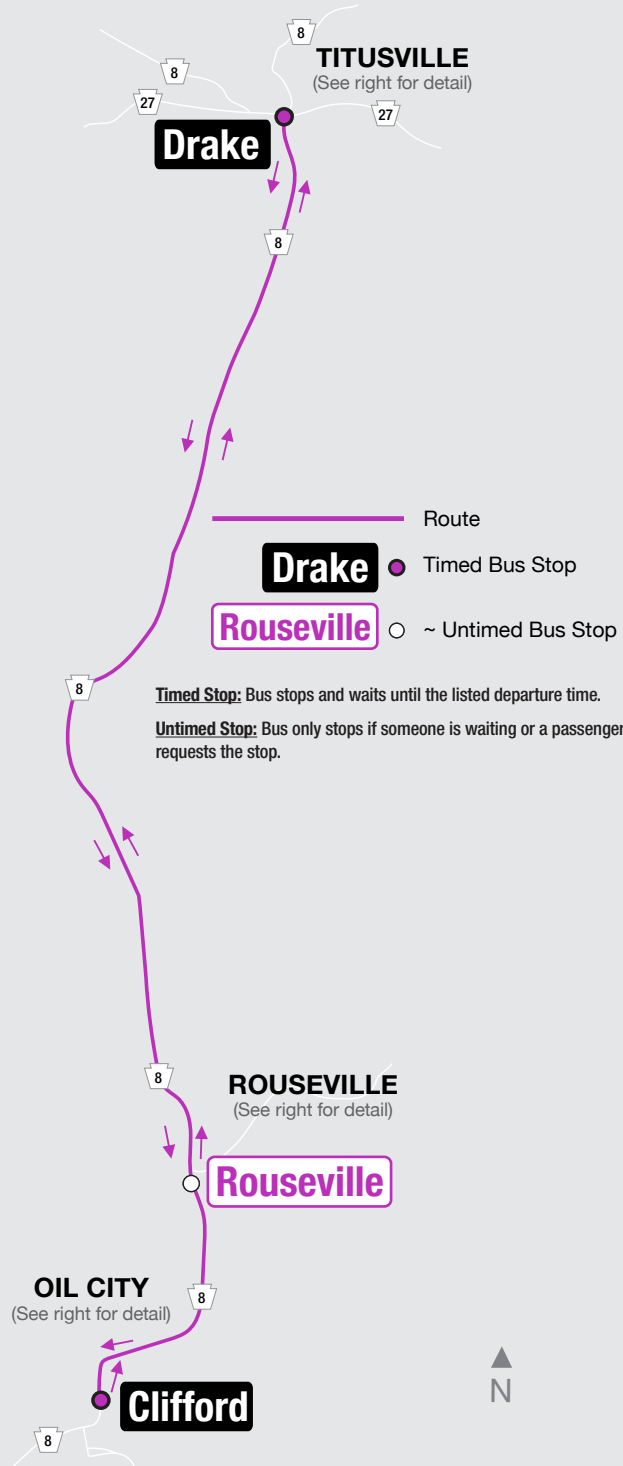 8
TITUSVILLE
(See right for detail)
8
27
27
Drake
8
Route
Drake
Timed Bus Stop
Rouseville
~ Untimed Bus Stop
8
Timed Stop: Bus stops and waits until the listed departure time.
Untimed Stop: Bus only stops if someone is waiting or a passenger
requests the stop.
8
ROUSEVILLE
(See right for detail)
Rouseville
OIL CITY
(See right for detail)
8
N
Clifford
8